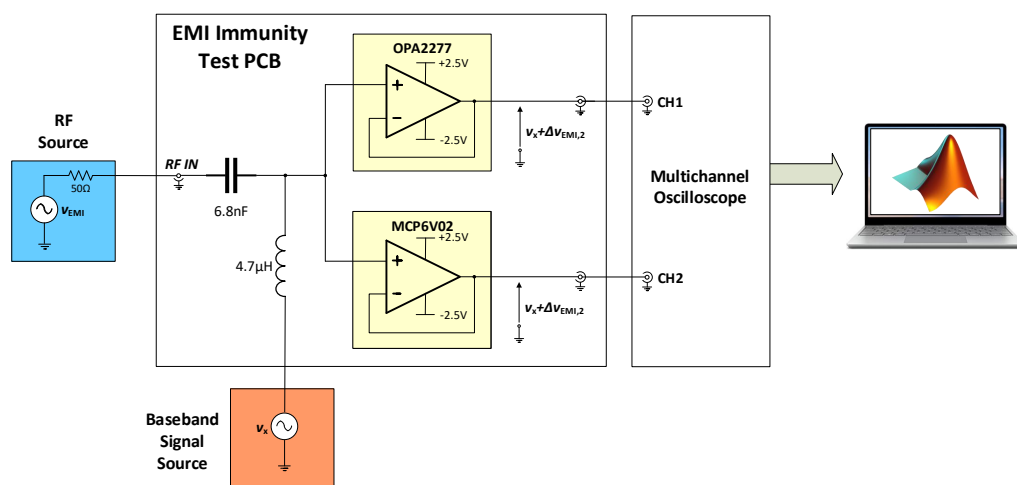 EMI Immunity
Test PCB
OPA2277
+2.5V
+
−
-2.5V
vx+ΔvEMI,2
CH1
RF
Source
RF IN
50Ω
vEMI
6.8nF
4.7µH
MCP6V02
+2.5V
+
−
-2.5V
vx+ΔvEMI,2
CH2
Multichannel
Oscilloscope
Baseband
Signal
Source
vx